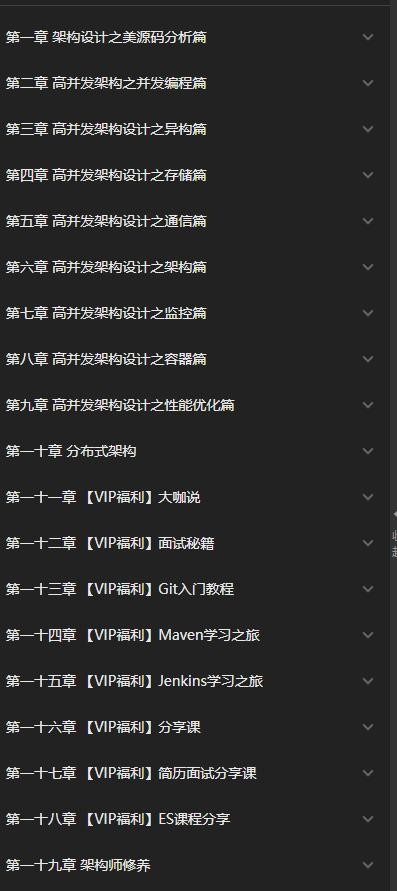 第一章 架构设计之美源码分析篇
第二章 高并发架构之并发编程篇
第三章 高并发架构设计之异构篇
第四章 高并发架构设计之存储篇
第五章 高并发架构设计之通信篇
第六章 高并发架构设计之架构篇
第七章 高并发架构设计之监控篇
第八章 高并发架构设计之容器篇
第九章 高并发架构设计之性能优化篇
第一十章 分布式架构
第一十一章 【VIP福利】大咖说
第一十二章 【VIP福利】面试秘籍
第一十三章 【VIP福利】Git入门教程
第一十四章 【VIP福利】Maven学习之旅
第一十五章 【VIP福利】Jenkins学习之旅
第一十六章 【VIP福利】分享课
第一十七章 【VIP福利】简历面试分享课
第一十八章 【VIP福利】ES课程分享
第一十九章 架构师修养